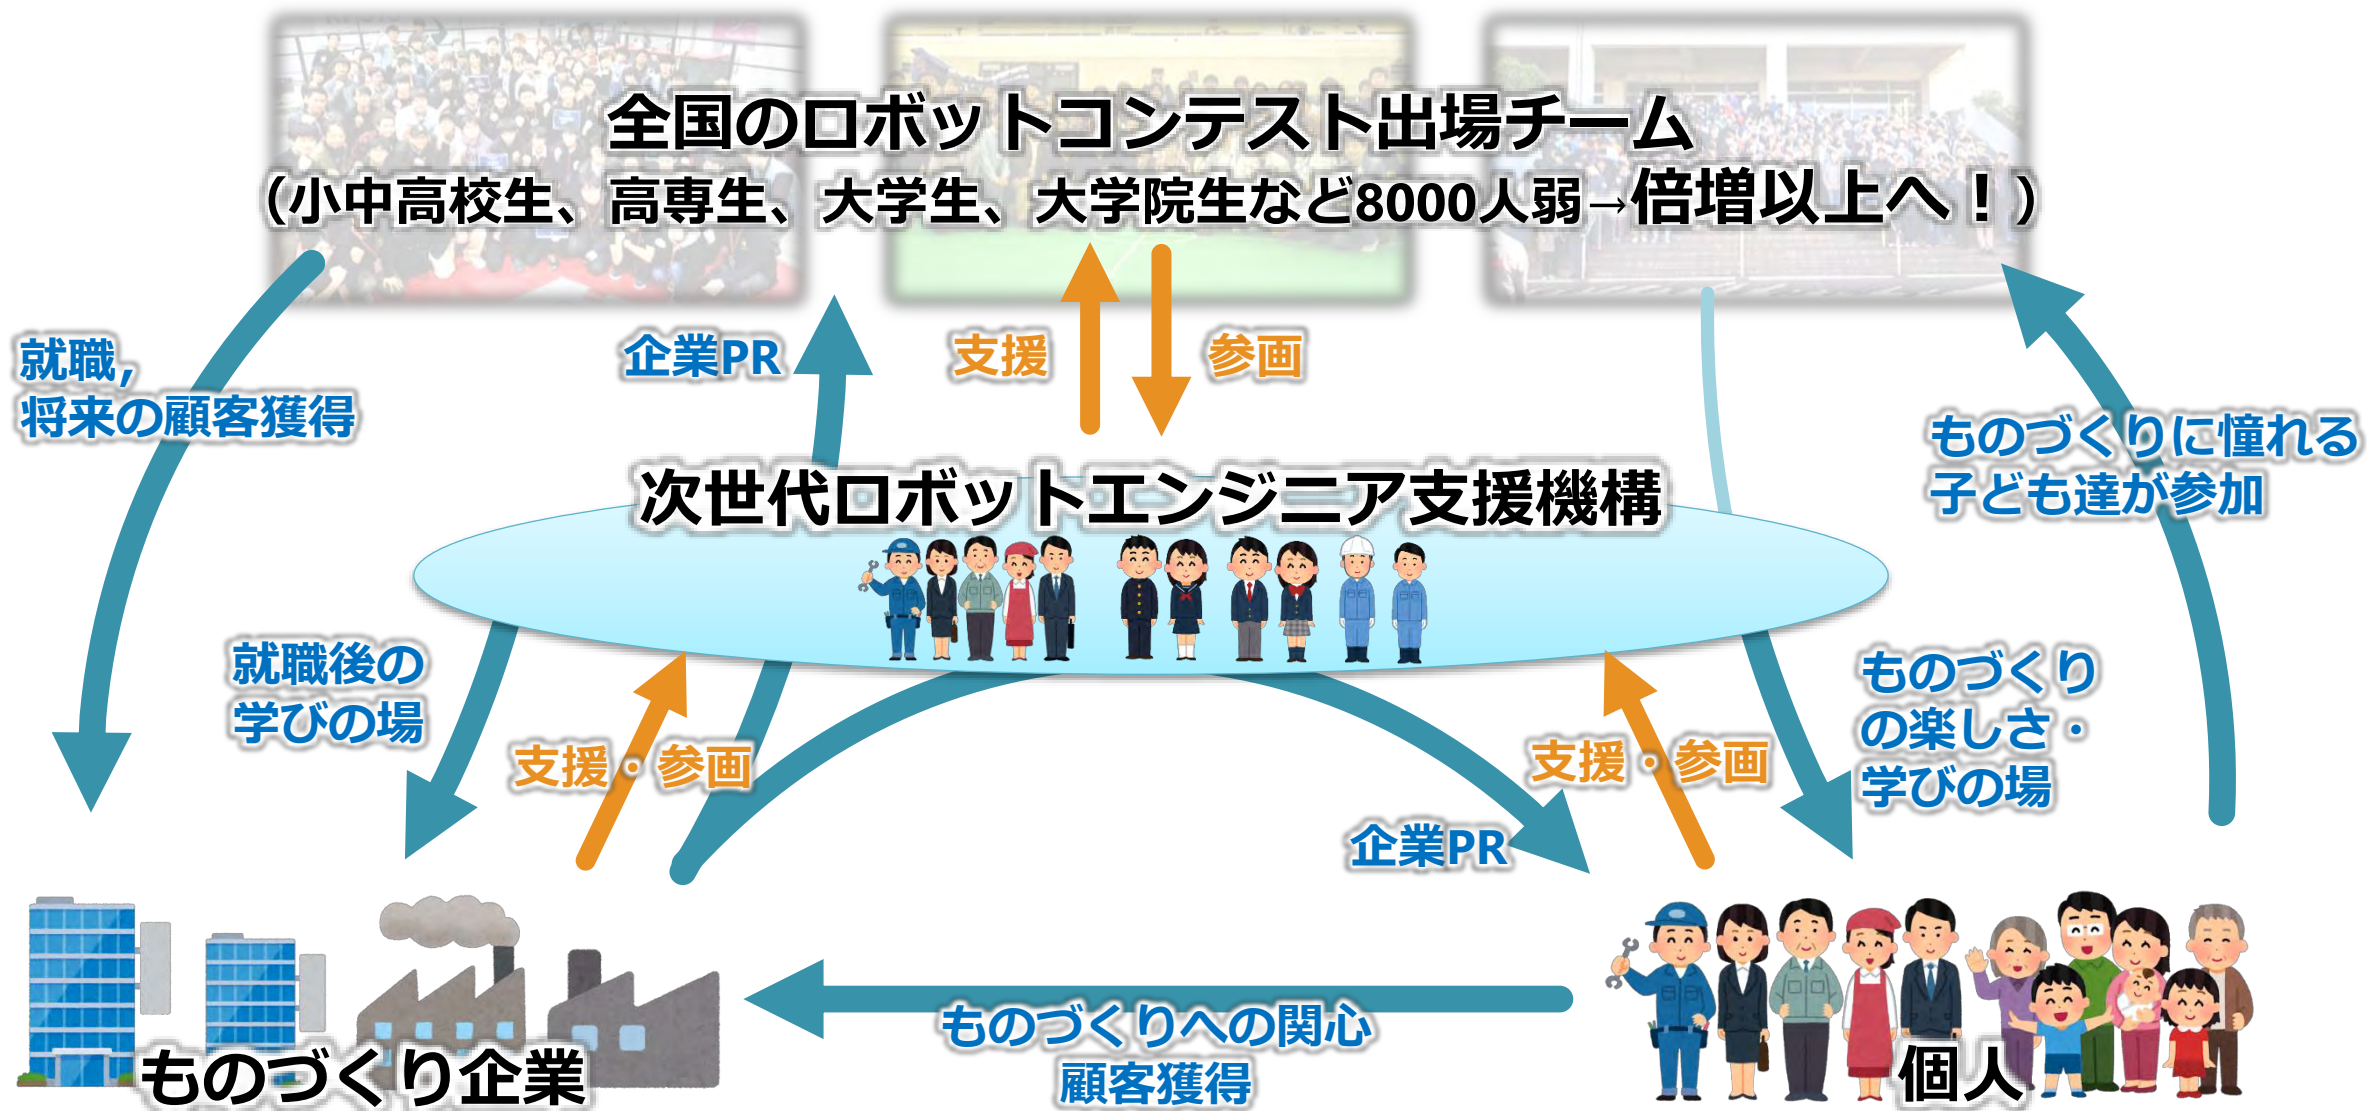 全国のロボットコンテスト出場チーム
（小中高校生、高専生、大学生、大学院生など8000人弱→倍増以上へ！）
就職,
将来の顧客獲得
企業PR
支援
参画
ものづくりに憧れる
子ども達が参加
次世代ロボットエンジニア支援機構
就職後の
学びの場
支援・参画
支援・参画
ものづくり
の楽しさ・
学びの場
企業PR
ものづくりへの関心
顧客獲得
ものづくり企業
個人